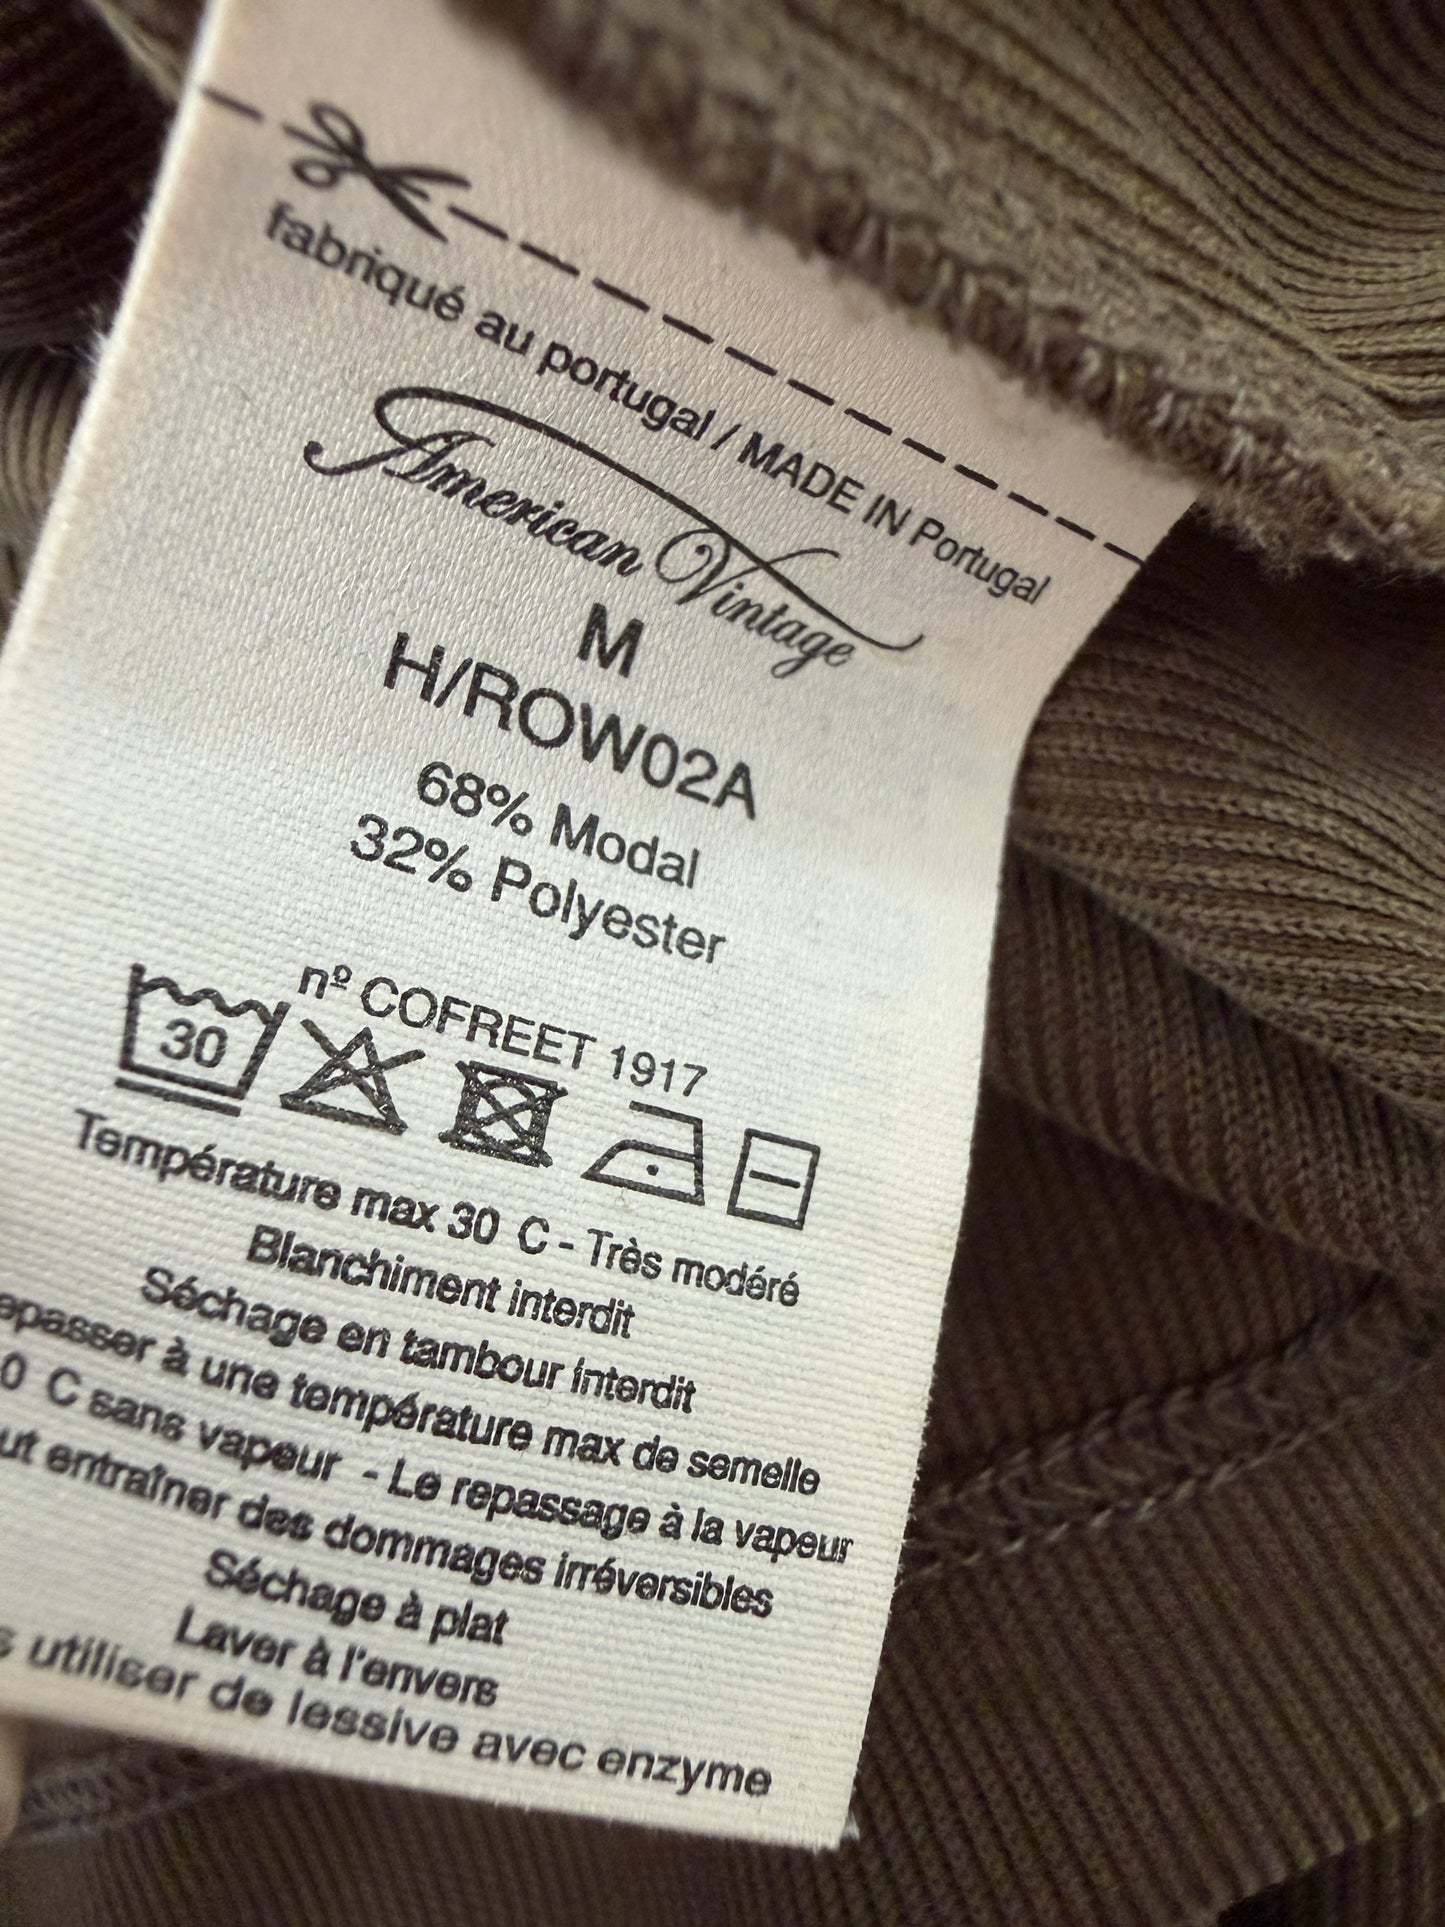 fabriqué au portugal / MADE IN Portugal
American Vintage
M
H/ROW02A
68% Modal
32% Polyester
nº COFREET 1917
30
Température max 30 C - Très modéré
Blanchiment interdit
Séchage en tambour interdit
epasser à une température max de semelle
0 C sans vapeur - Le repassage à la vapeur
ut entraîner des dommages irréversibles
Séchage à plat
Laver à l'envers
s utiliser de lessive avec enzyme